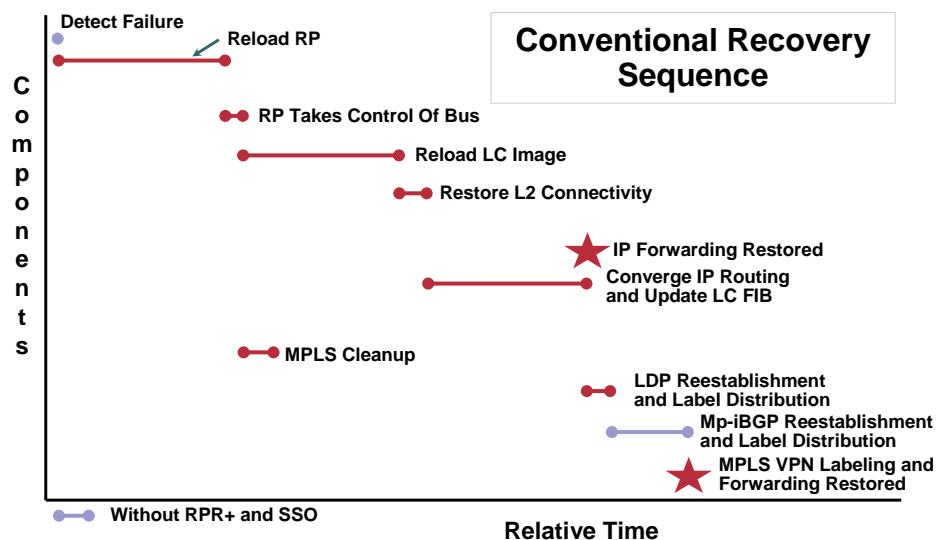 Conventional Recovery
Sequence
Detect Failure
Reload RP
RP Takes Control Of Bus
Reload LC Image
Restore L2 Connectivity
IP Forwarding Restored
Converge IP Routing
and Update LC FIB
MPLS Cleanup
LDP Reestablishment
and Label Distribution
Mp-iBGP Reestablishment
and Label Distribution
MPLS VPN Labeling and
Forwarding Restored
Components
Without RPR+ and SSO
Relative Time